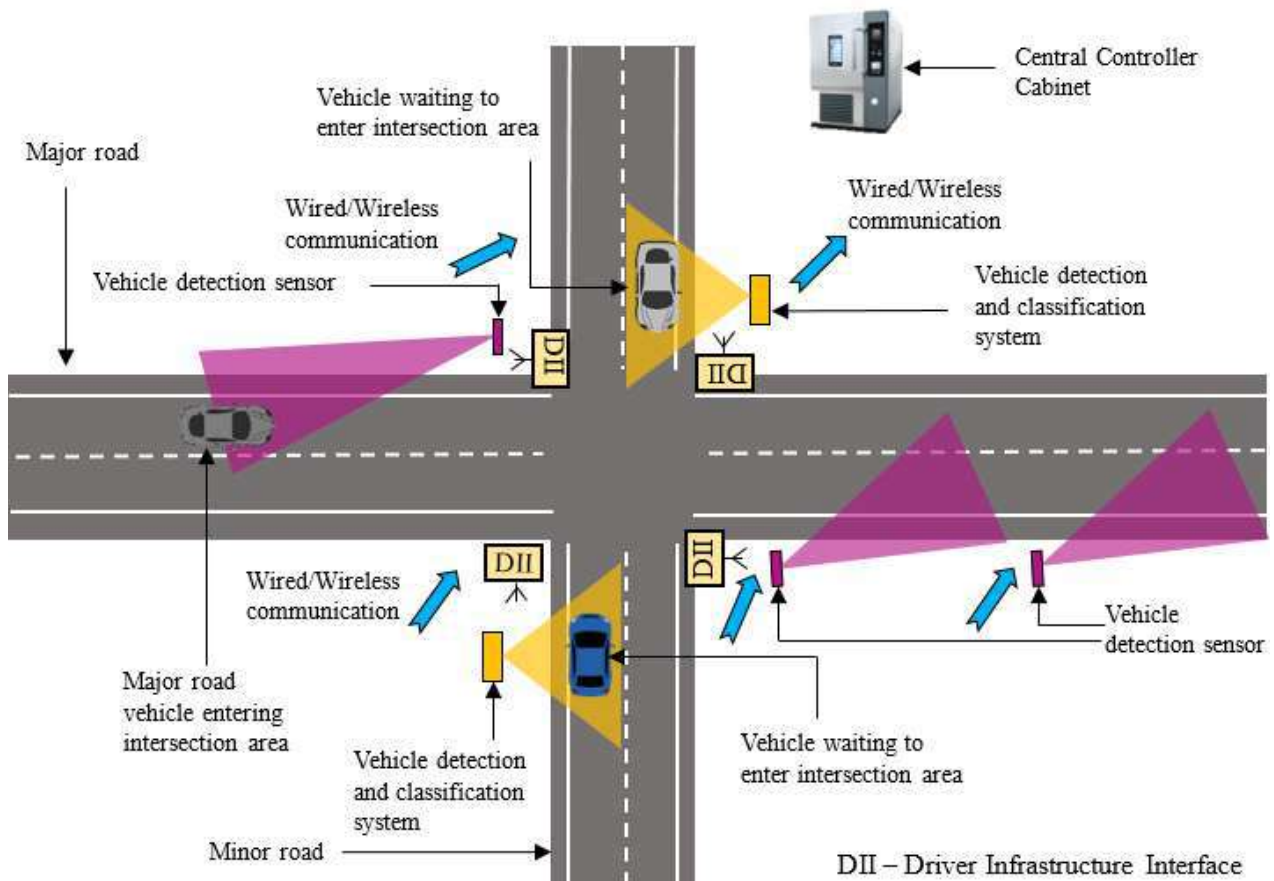 Central Controller
Cabinet
Vehicle waiting to
enter intersection area
Major road
Wired/Wireless
communication
Wired/Wireless
communication
Vehicle detection sensor
Vehicle detection
and classification
system
DII
DII
DII
DII
Wired/Wireless
communication
Vehicle
detection sensor
Major road
vehicle entering
intersection area
Vehicle detection
and classification
system
Vehicle waiting to
enter intersection area
Minor road
DII – Driver Infrastructure Interface